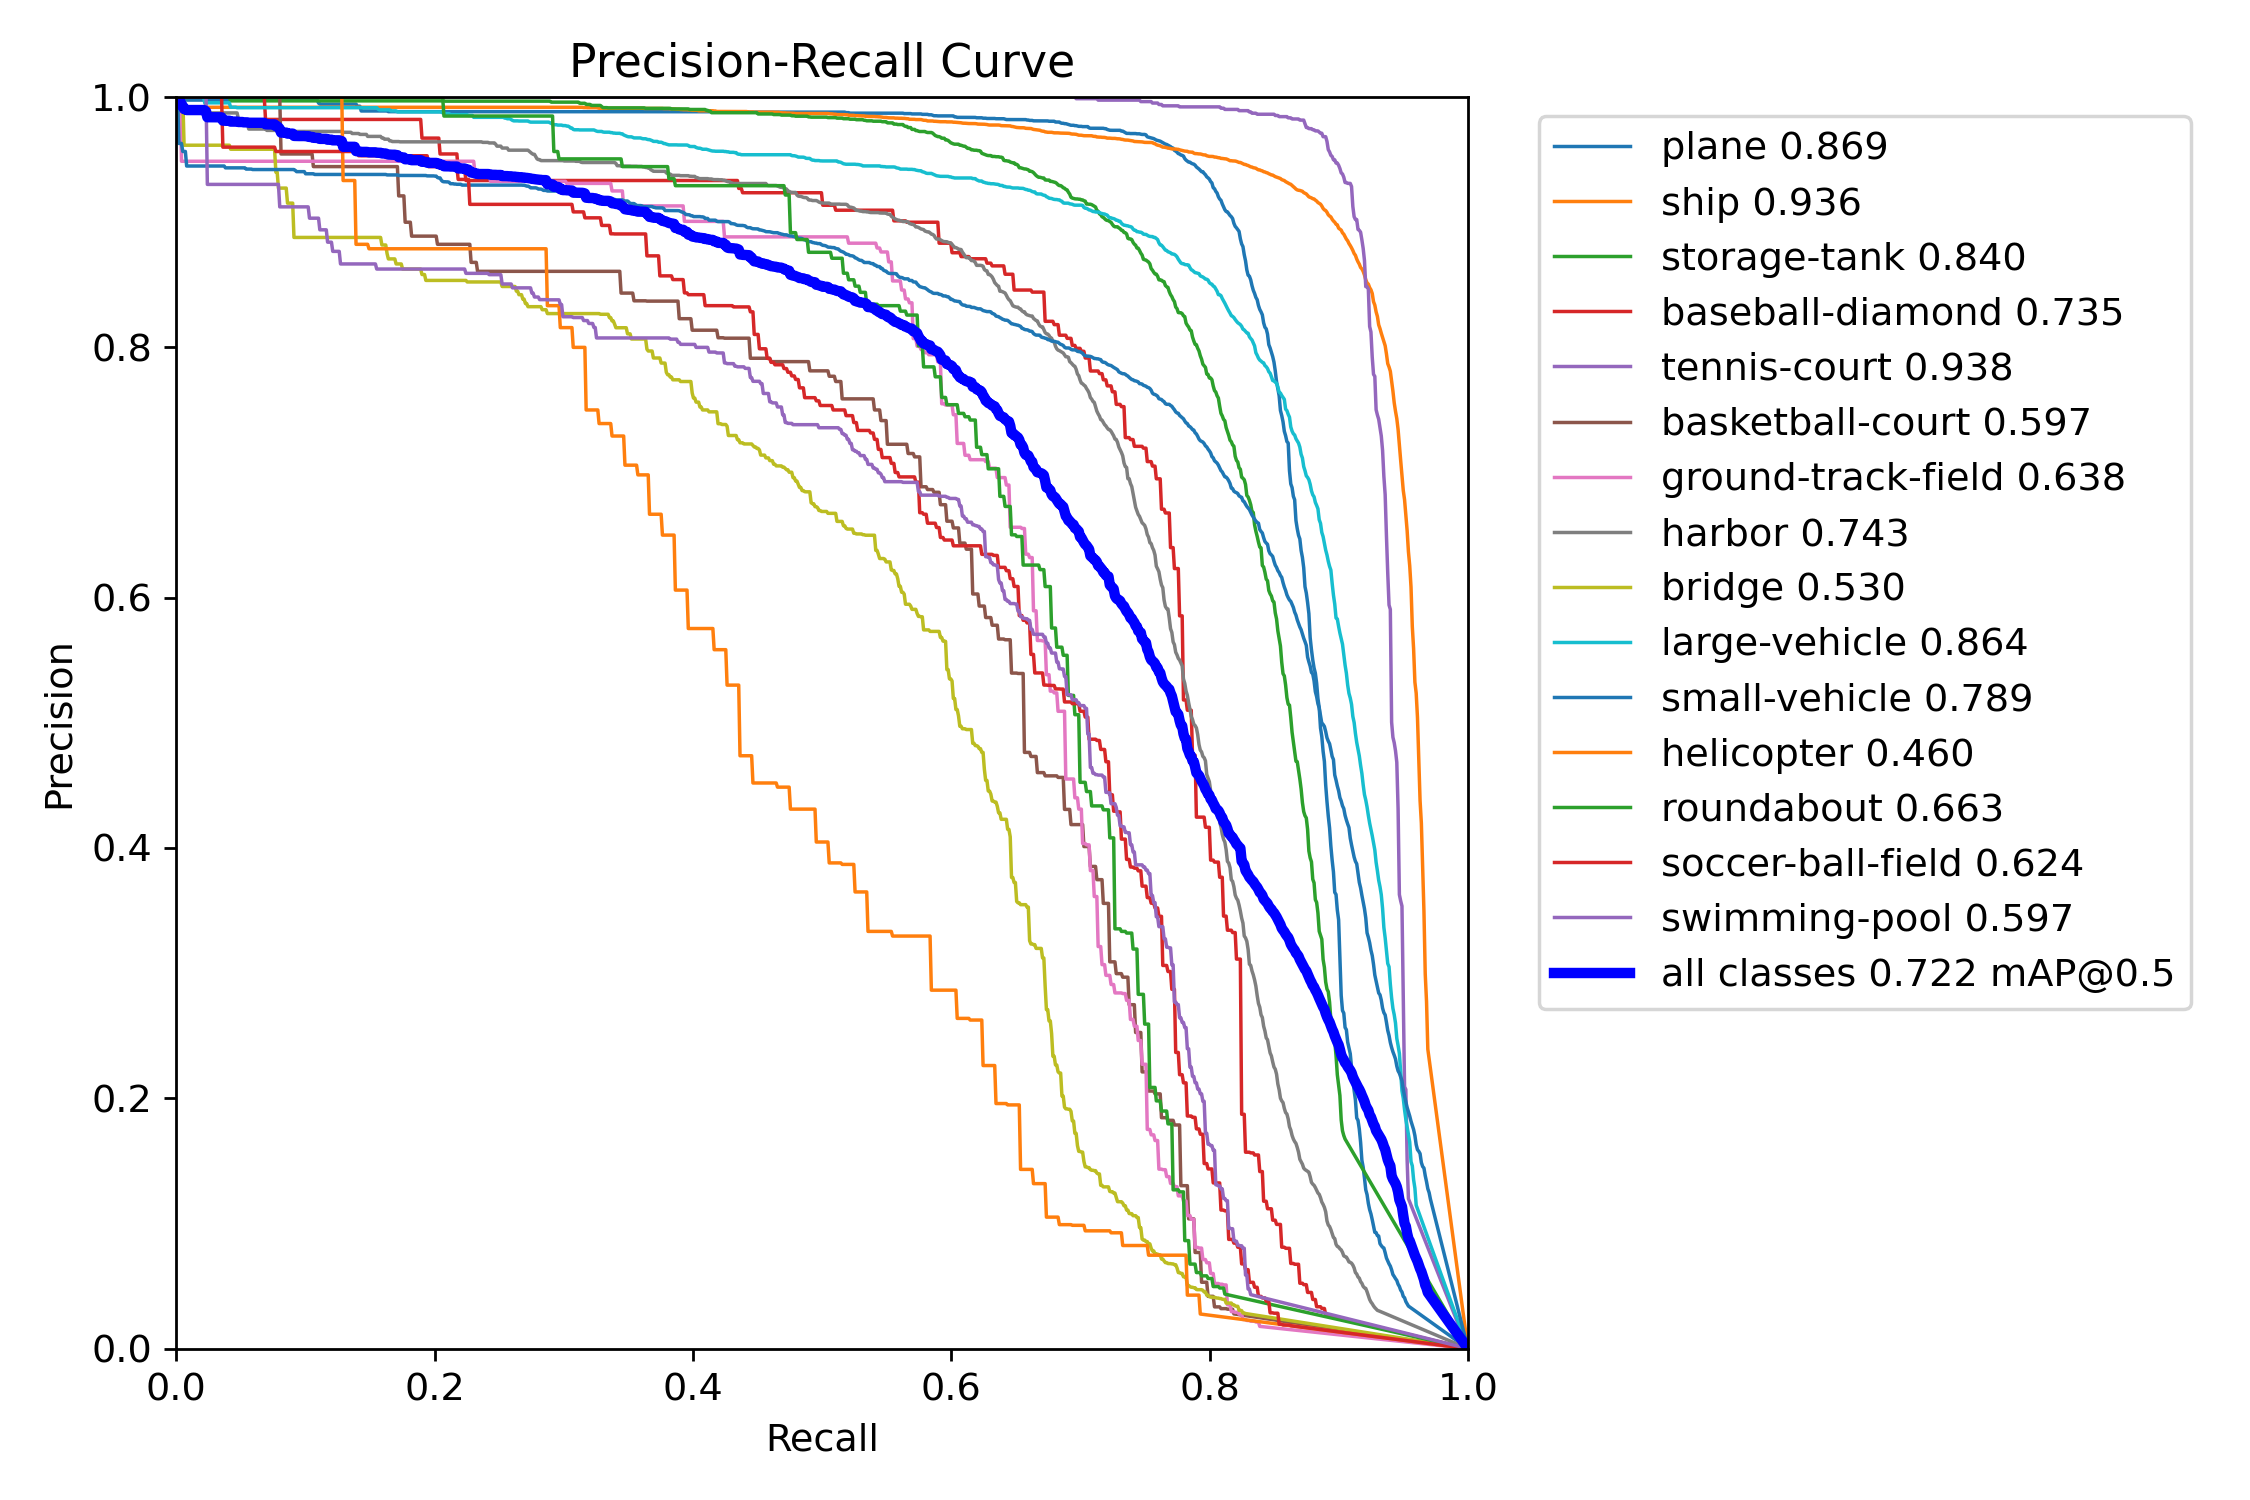 Precision-Recall Curve
1.0
0.8
0.6
0.4
0.2
0.0
Precision
0.0 0.2 0.4 0.6 0.8 1.0
Recall
plane 0.869
ship 0.936
storage-tank 0.840
baseball-diamond 0.735
tennis-court 0.938
basketball-court 0.597
ground-track-field 0.638
harbor 0.743
bridge 0.530
large-vehicle 0.864
small-vehicle 0.789
helicopter 0.460
roundabout 0.663
soccer-ball-field 0.624
swimming-pool 0.597
all classes 0.722 mAP@0.5